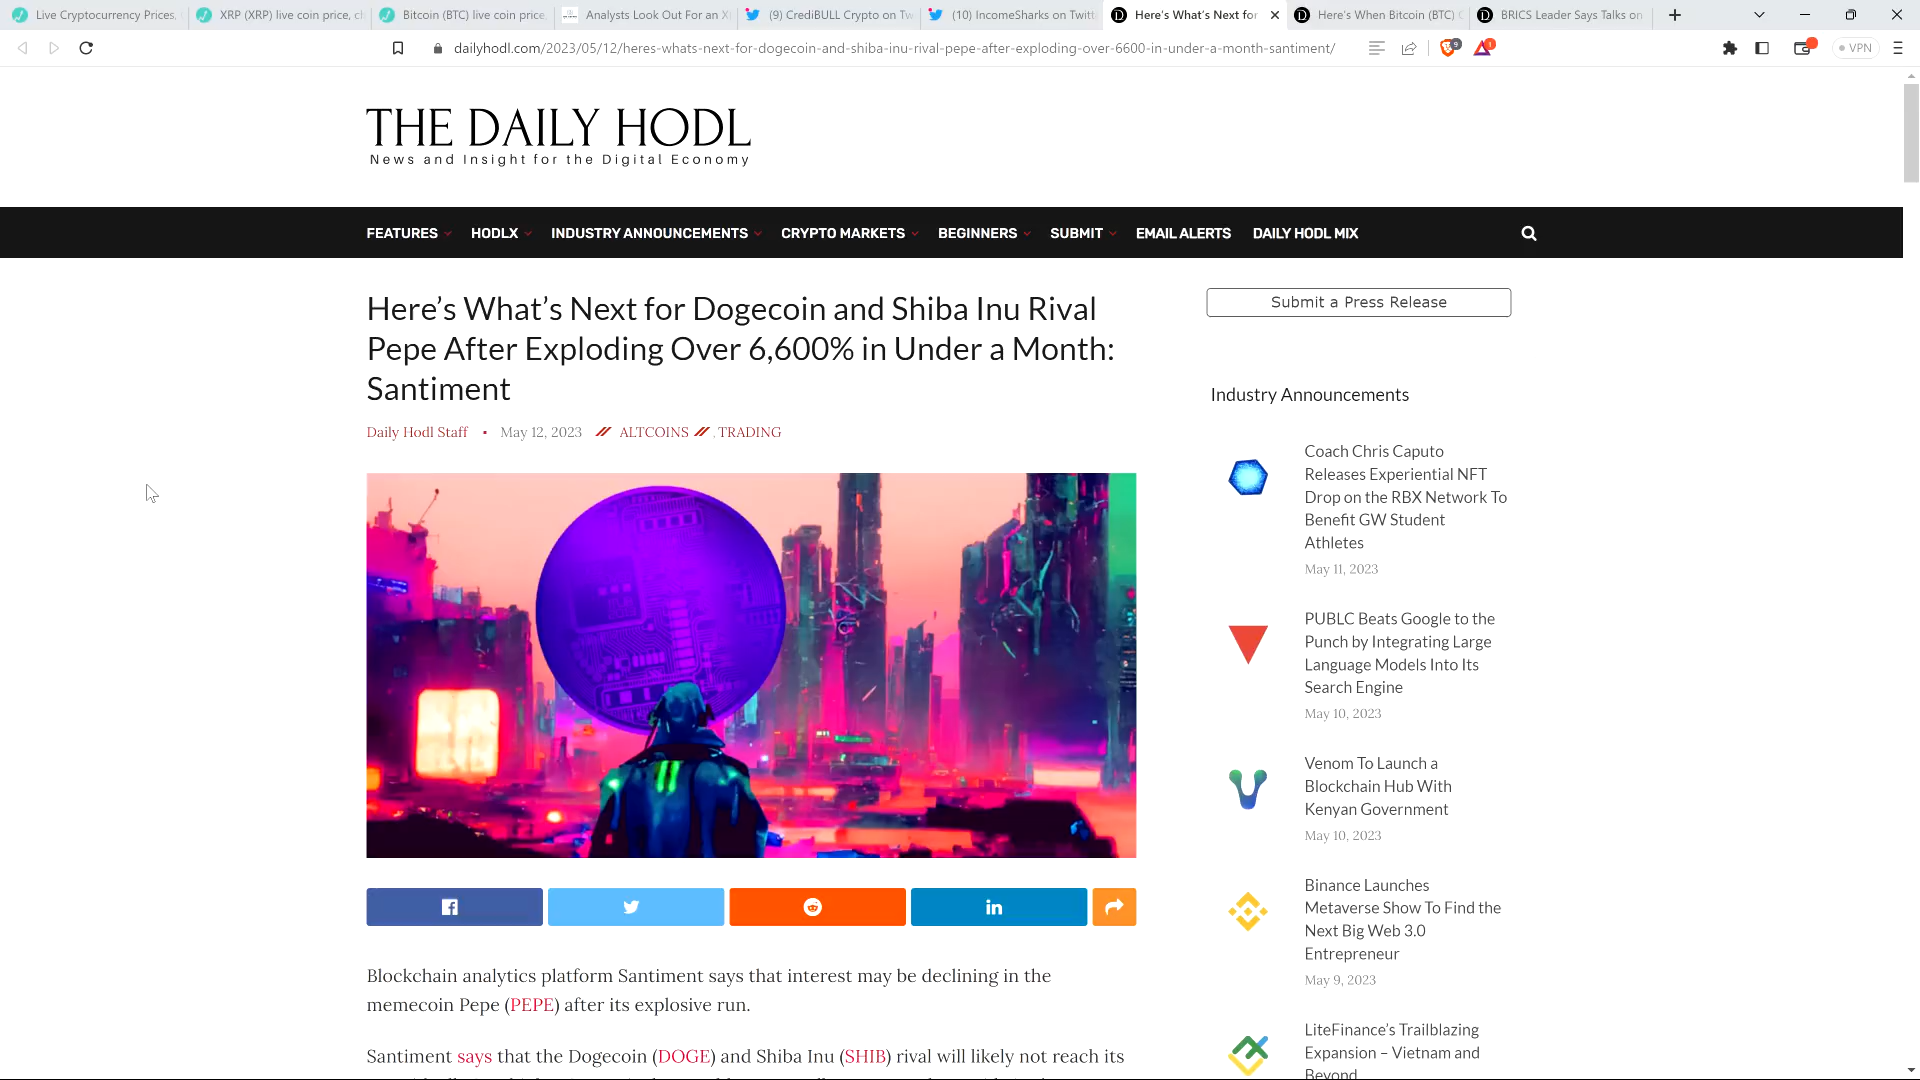 Live Cryptocurrency Prices,
XRP (XRP) live coin price, ch
Bitcoin (BTC) live coin price,
Analysts Look Out For an X
(9) CrediBULL Crypto on Tw
(10) IncomeSharks on Twitt
Here's What's Next for
Here's When Bitcoin (BTC)
BRICS Leader Says Talks on
dailyhodl.com/2023/05/12/heres-whats-next-for-dogecoin-and-shiba-inu-rival-pepe-after-exploding-over-6600-in-under-a-month-santiment/
9
1
VPN
THE DAILY HODL
News and Insight for the Digital Economy
FEATURES HODLX INDUSTRY ANNOUNCEMENTS CRYPTO MARKETS BEGINNERS SUBMIT EMAIL ALERTS DAILY HODL MIX
Here's What's Next for Dogecoin and Shiba Inu Rival
Pepe After Exploding Over 6,600% in Under a Month:
Santiment
Daily Hodl Staff • May 12, 2023 ALTCOINS , TRADING
Blockchain analytics platform Santiment says that interest may be declining in the
memecoin Pepe (PEPE) after its explosive run.
Santiment says that the Dogecoin (DOGE) and Shiba Inu (SHIB) rival will likely not reach its
Submit a Press Release
Industry Announcements
Coach Chris Caputo
Releases Experiential NFT
Drop on the RBX Network To
Benefit GW Student
Athletes
May 11, 2023
PUBLC Beats Google to the
Punch by Integrating Large
Language Models Into Its
Search Engine
May 10, 2023
Venom To Launch a
Blockchain Hub With
Kenyan Government
May 10, 2023
Binance Launches
Metaverse Show To Find the
Next Big Web 3.0
Entrepreneur
May 9, 2023
LiteFinance's Trailblazing
Expansion – Vietnam and
Beyond